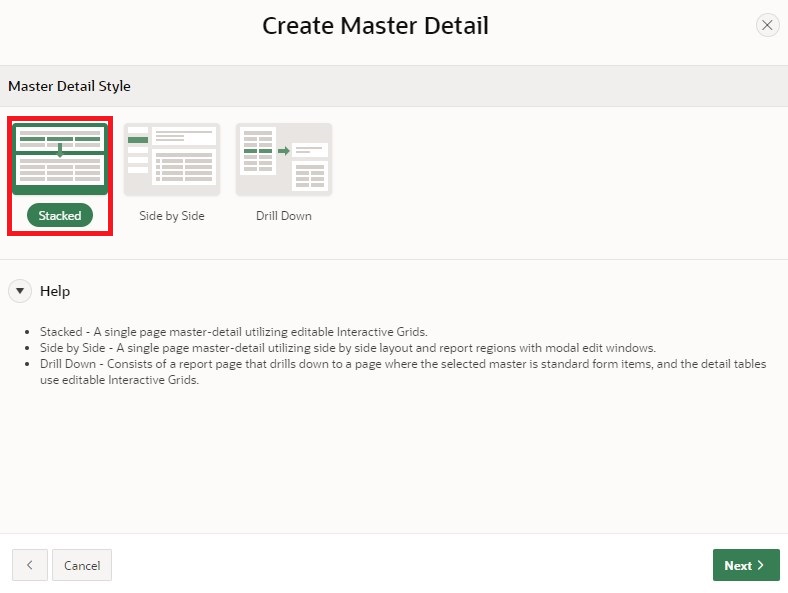 Create Master Detail
Master Detail Style
Stacked
Side by Side
Drill Down
Help
Stacked - A single page master-detail utilizing editable Interactive Grids.
Side by Side - A single page master-detail utilizing side by side layout and report regions with modal edit windows.
Drill Down - Consists of a report page that drills down to a page where the selected master is standard form items, and the detail tables
use editable Interactive Grids.
Cancel
Next